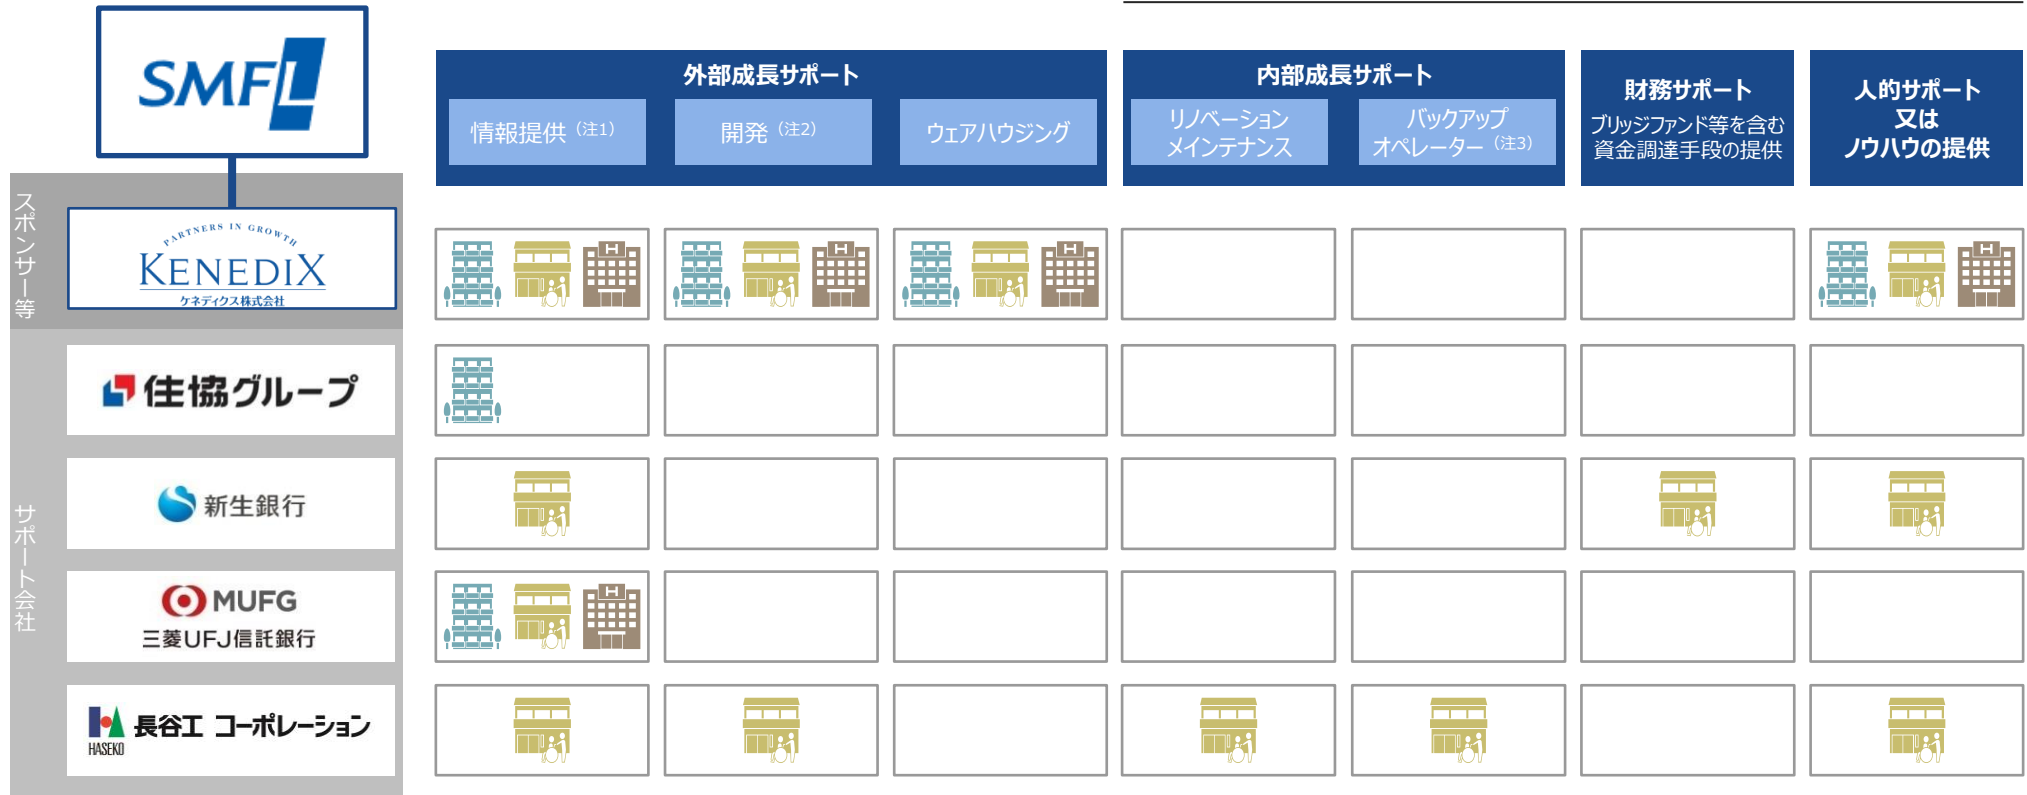 SMFL
外部成長サポート
情報提供（注1）
開発（注2）
ウェアハウジング
内部成長サポート
リノベーション
メインテナンス
バックアップ
オペレーター（注3）
財務サポート
ブリッジファンド等を含む
資金調達手段の提供
人的サポート
又は
ノウハウの提供
スポンサー等
PARTNERS IN GROWTH
KENEDIX
ケネディクス株式会社
H
H
H
H
サポート会社
住協グループ
新生銀行
MUFG
三菱UFJ信託銀行
H
HASEKO
長谷工 コーポレーション